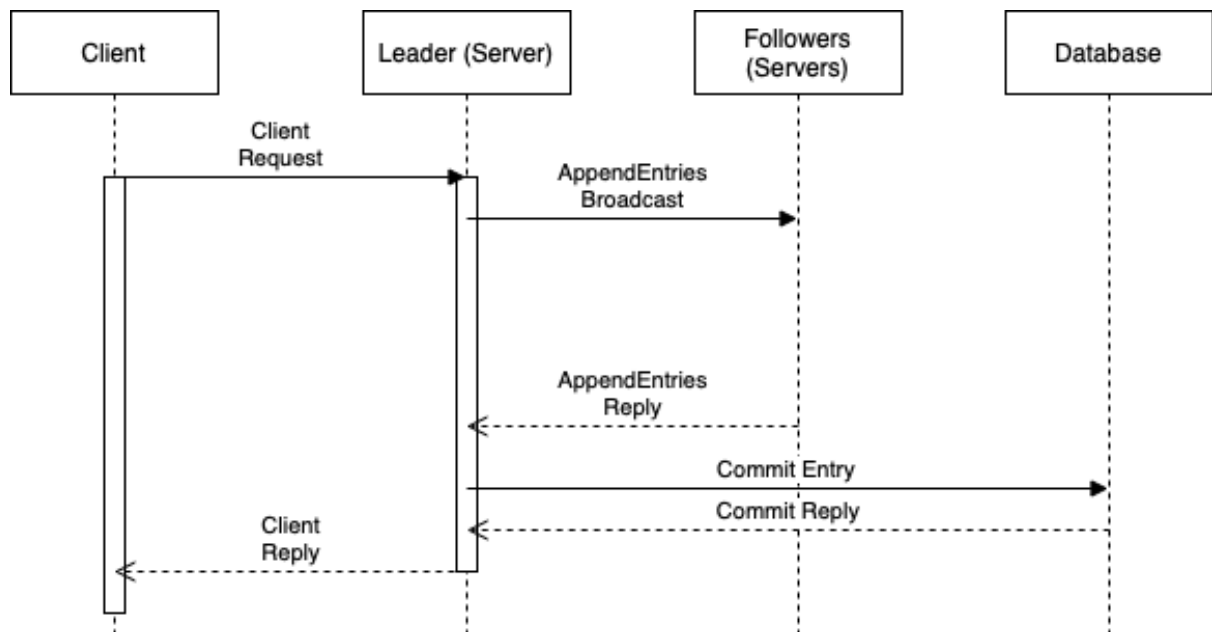 Client
Leader (Server)
Followers
(Servers)
Database
Client
Request
AppendEntries
Broadcast
AppendEntries
Reply
Commit Entry
Commit Reply
Client
Reply